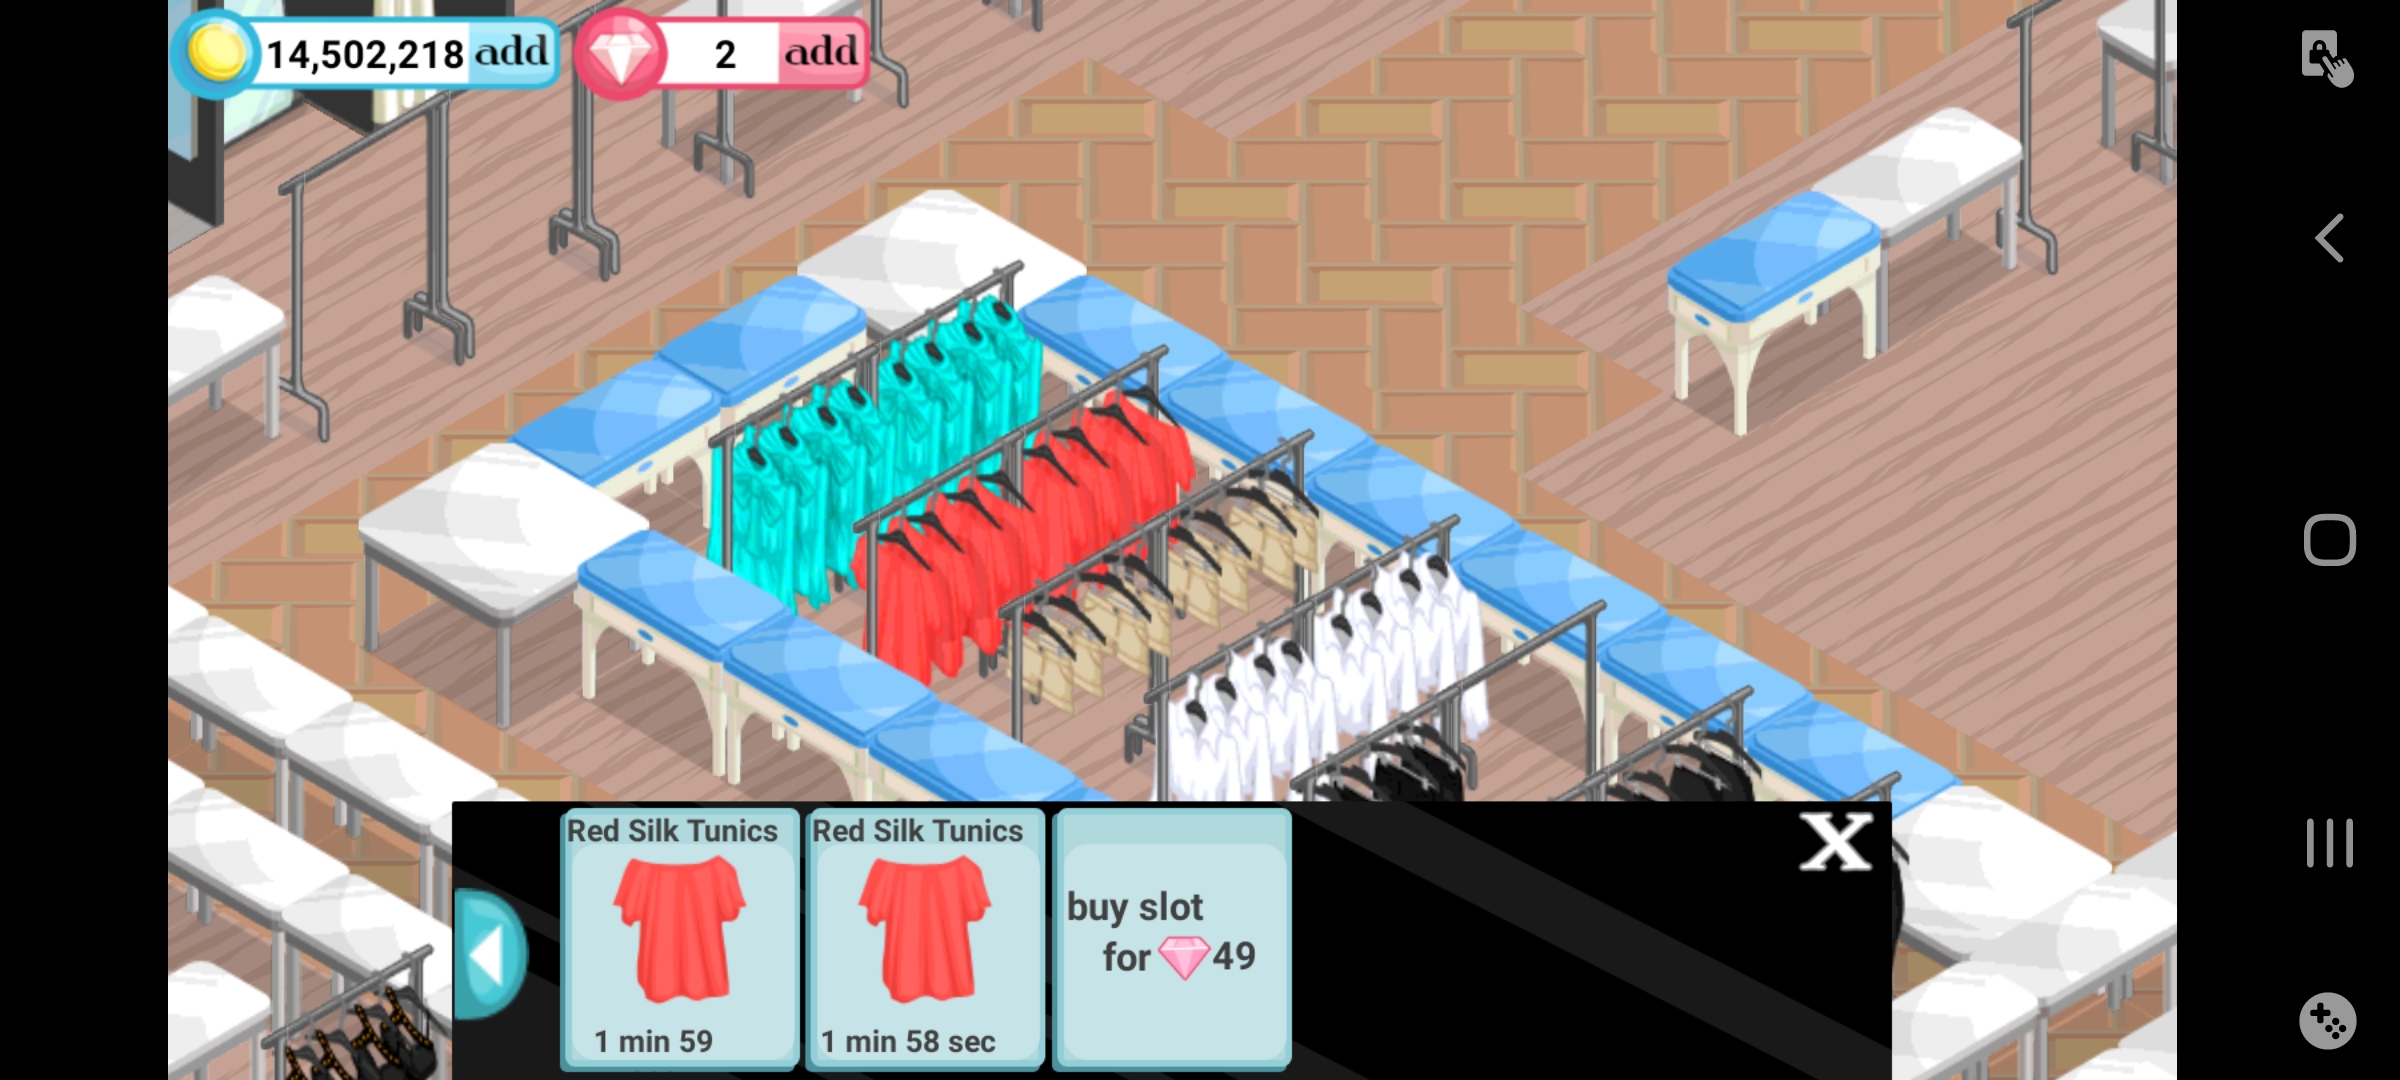 14,502,218 add
2 add
Red Silk Tunics
1 min 59
Red Silk Tunics
1 min 58 sec
buy slot
for 49
X